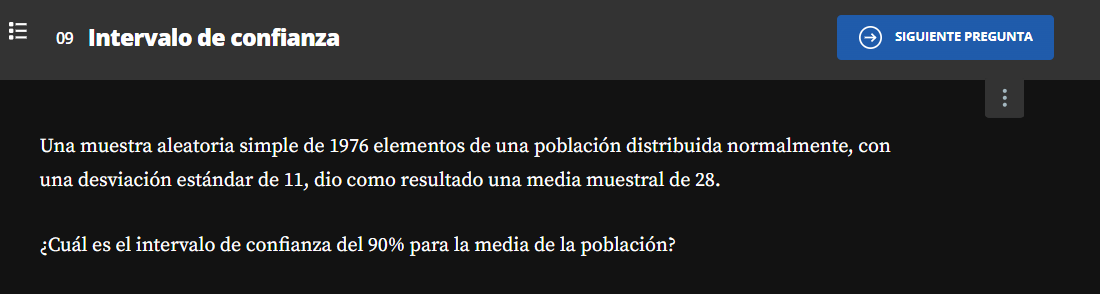 09 Intervalo de confianza
SIGUIENTE PREGUNTA
Una muestra aleatoria simple de 1976 elementos de una población distribuida normalmente, con
una desviación estándar de 11, dio como resultado una media muestral de 28.
¿Cuál es el intervalo de confianza del 90% para la media de la población?